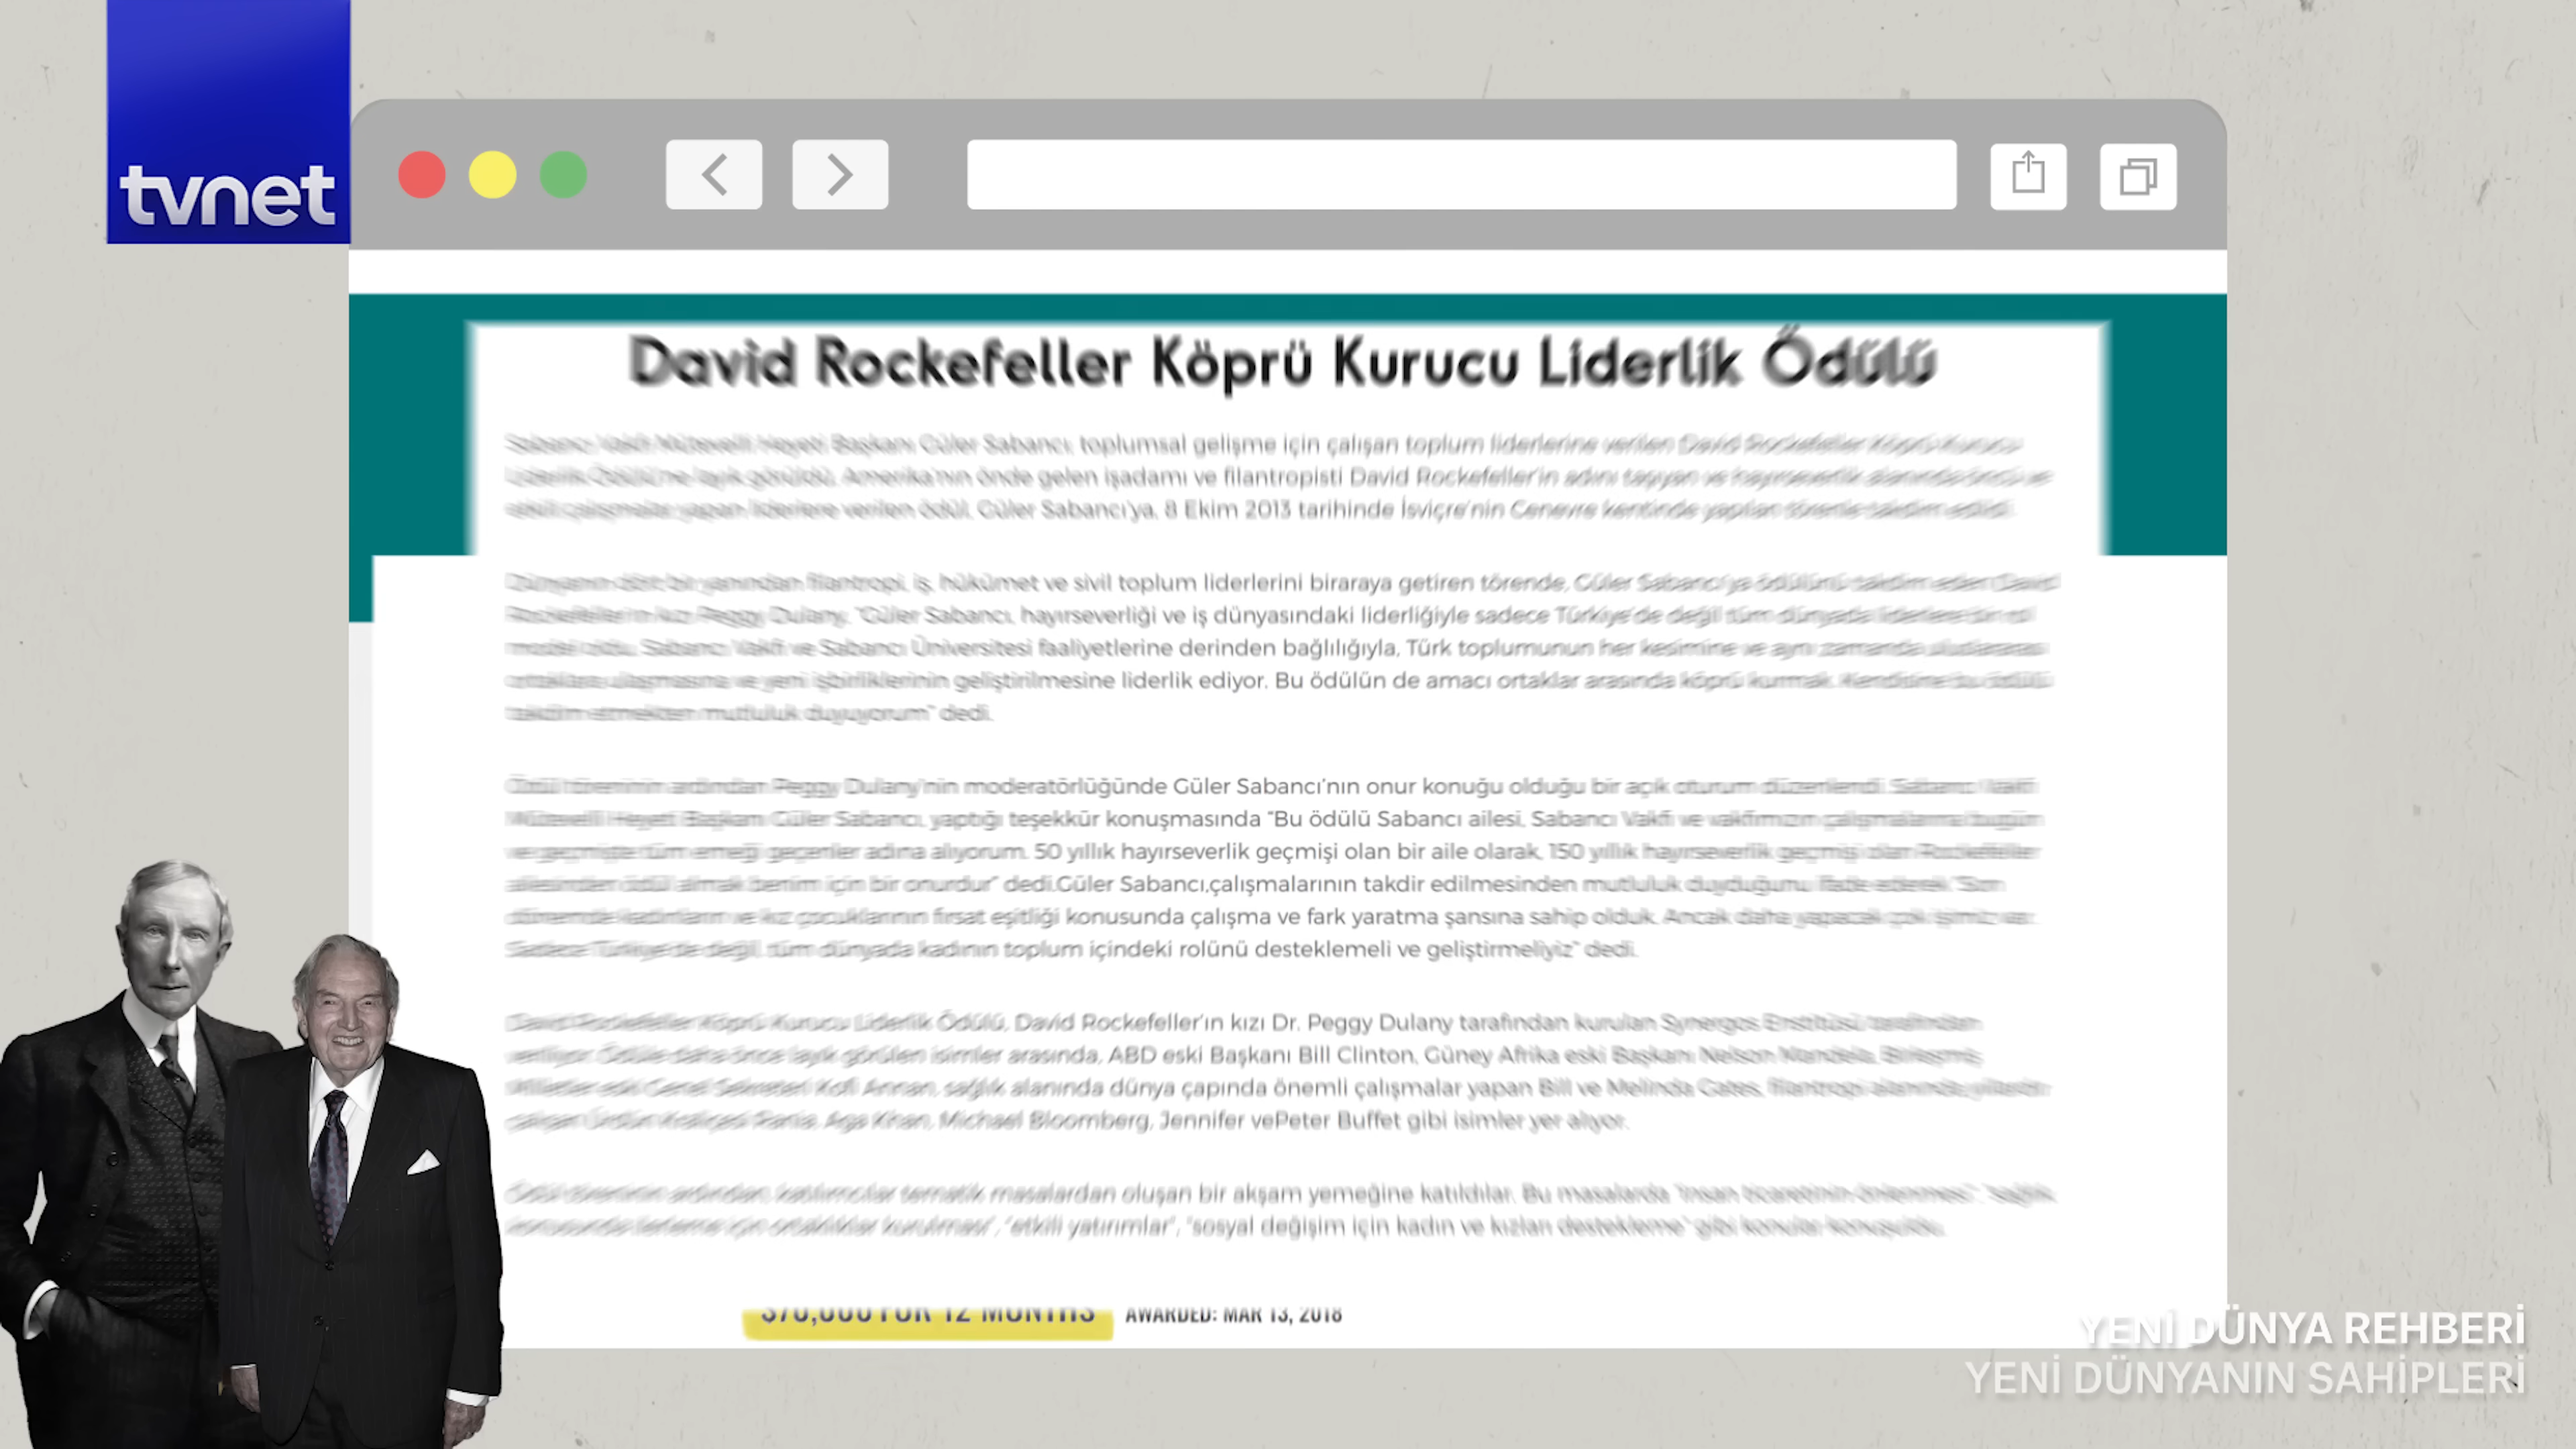 tvnet
David Rockefeller Köprü Kurucu Liderlik Ödülü
Sabancı Vakfı Mütevelli Heyeti Başkanı Güler Sabancı, toplumsal gelişme için çalışan toplum liderlerine verilen David Rockefeller Köprü Kurucu
Liderlik Ödülü'ne layık görüldü. Amerika'nın önde gelen işadamı ve filantropisti David Rockefeller'in adını taşıyan ve hayırseverlik alanında öncü ve
etkili çalışmalar yapan liderlere verilen ödül, Güler Sabancı'ya, 8 Ekim 2013 tarihinde İsviçre'nin Cenevre kentinde yapılan törenle takdim edildi.
Dünyanın dört bir yanından filantropi, iş, hükümet ve sivil toplum liderlerini biraraya getiren törende, Güler Sabancı'ya ödülünü takdim eden David
Rockefeller'in kızı Peggy Dulany, "Güler Sabancı, hayırseverliği ve iş dünyasındaki liderliğiyle sadece Türkiye'de değil tüm dünyada liderlere bir rol
model oldu. Sabancı Vakfı ve Sabancı Üniversitesi faaliyetlerine derinden bağlılığıyla, Türk toplumunun her kesimine ve aynı zamanda uluslararası
ortaklara ulaşmasına ve yeni işbirliklerinin geliştirilmesine liderlik ediyor. Bu ödülün de amacı ortaklar arasında köprü kurmak. Kendisine bu ödülü
takdim etmekten mutluluk duyuyorum" dedi.
Ödül töreninin ardından Peggy Dulany'nin moderatörlüğünde Güler Sabancı'nın onur konuğu olduğu bir açık oturum düzenlendi. Sabancı Vakfı
Mütevelli Heyeti Başkanı Güler Sabancı, yaptığı teşekkür konuşmasında "Bu ödülü Sabancı ailesi, Sabancı Vakfı ve vakfımızın çalışmalarına bugün
ve geçmişte tüm emeği geçenler adına alıyorum. 50 yıllık hayırseverlik geçmişi olan bir aile olarak, 150 yıllık hayırseverlik geçmişi olan Rockefeller
ailesinden ödül almak benim için bir onurdur" dedi.Güler Sabancı,çalışmalarının takdir edilmesinden mutluluk duyduğunu ifade ederek "Son
dönemde kadınların ve kız çocuklarının fırsat eşitliği konusunda çalışma ve fark yaratma şansına sahip olduk. Ancak daha yapacak çok işimiz var.
Sadece Türkiye'de değil, tüm dünyada kadının toplum içindeki rolünü desteklemeli ve geliştirmeliyiz" dedi.
David Rockefeller Köprü Kurucu Liderlik Ödülü, David Rockefeller'ın kızı Dr. Peggy Dulany tarafından kurulan Synergos Enstitüsü tarafından
veriliyor. Ödüle daha önce layık görülen isimler arasında, ABD eski Başkanı Bill Clinton, Güney Afrika eski Başkanı Nelson Mandela, Birleşmiş
Milletler eski Genel Sekreteri Kofi Annan, sağlık alanında dünya çapında önemli çalışmalar yapan Bill ve Melinda Gates, filantropi alanında yıllardır
çalışan Ürdün Kraliçesi Rania, Aga Khan, Michael Bloomberg, Jennifer vePeter Buffet gibi isimler yer alıyor.
Ödül töreninin ardından, katılımcılar tematik masalardan oluşan bir akşam yemeğine katıldılar. Bu masalarda "insan ticaretinin önlenmesi", "sağlık
konusunda ilerleme için ortaklıklar kurulması", "etkili yatırımlar", "sosyal değişim için kadın ve kızları destekleme" gibi konular konuşuldu.
FOR 12 MONTHS AWARDED: MAR 13, 2018
YENİ DÜNYA REHBERİ
YENİ DÜNYANIN SAHİPLERİ